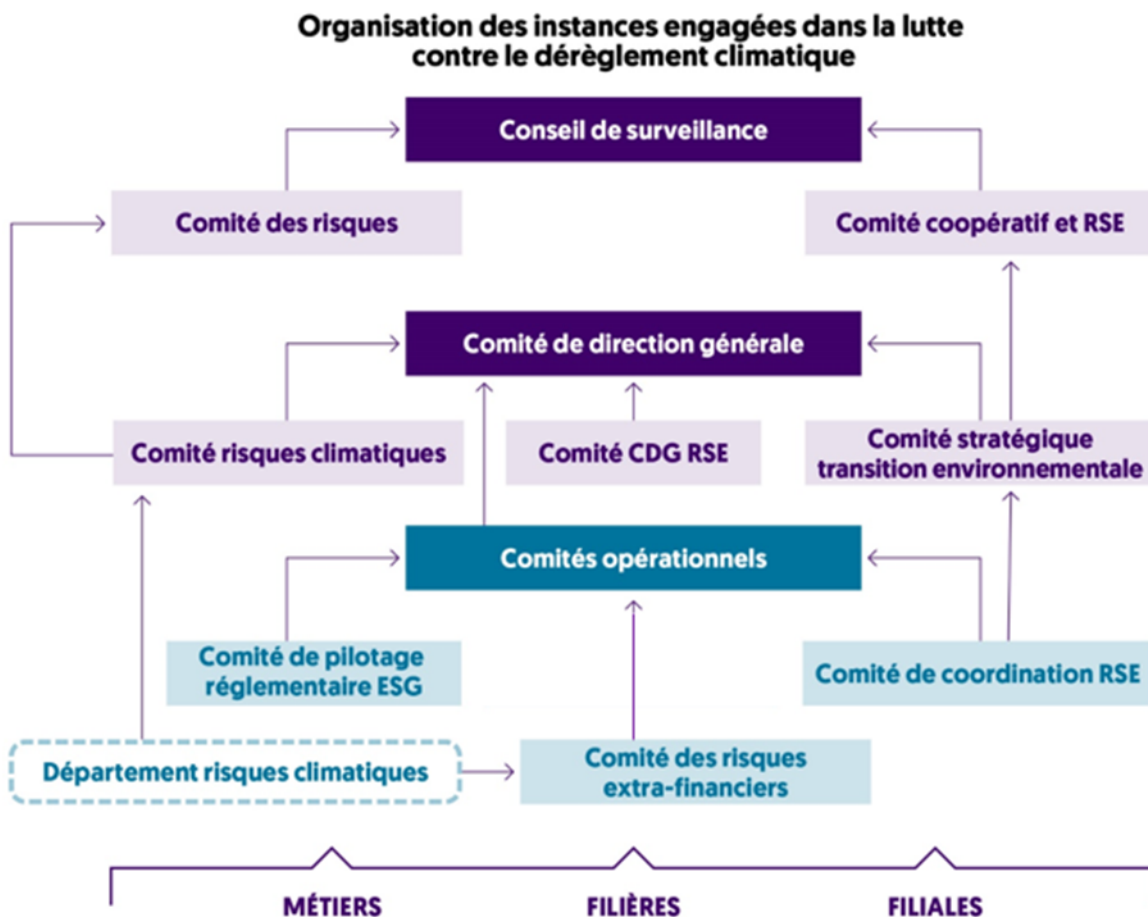 Organisation des instances engagées dans la lutte
contre le dérèglement climatique
Conseil de surveillance
Comité des risques
Comité coopératif et RSE
Comité de direction générale
Comité risques climatiques
Comité CDG RSE
Comité stratégique
transition environnementale
Comités opérationnels
Comité de pilotage
réglementaire ESG
Comité de coordination RSE
Département risques climatiques
Comité des risques
extra-financiers
MÉTIERS
FILIÈRES
FILIALES